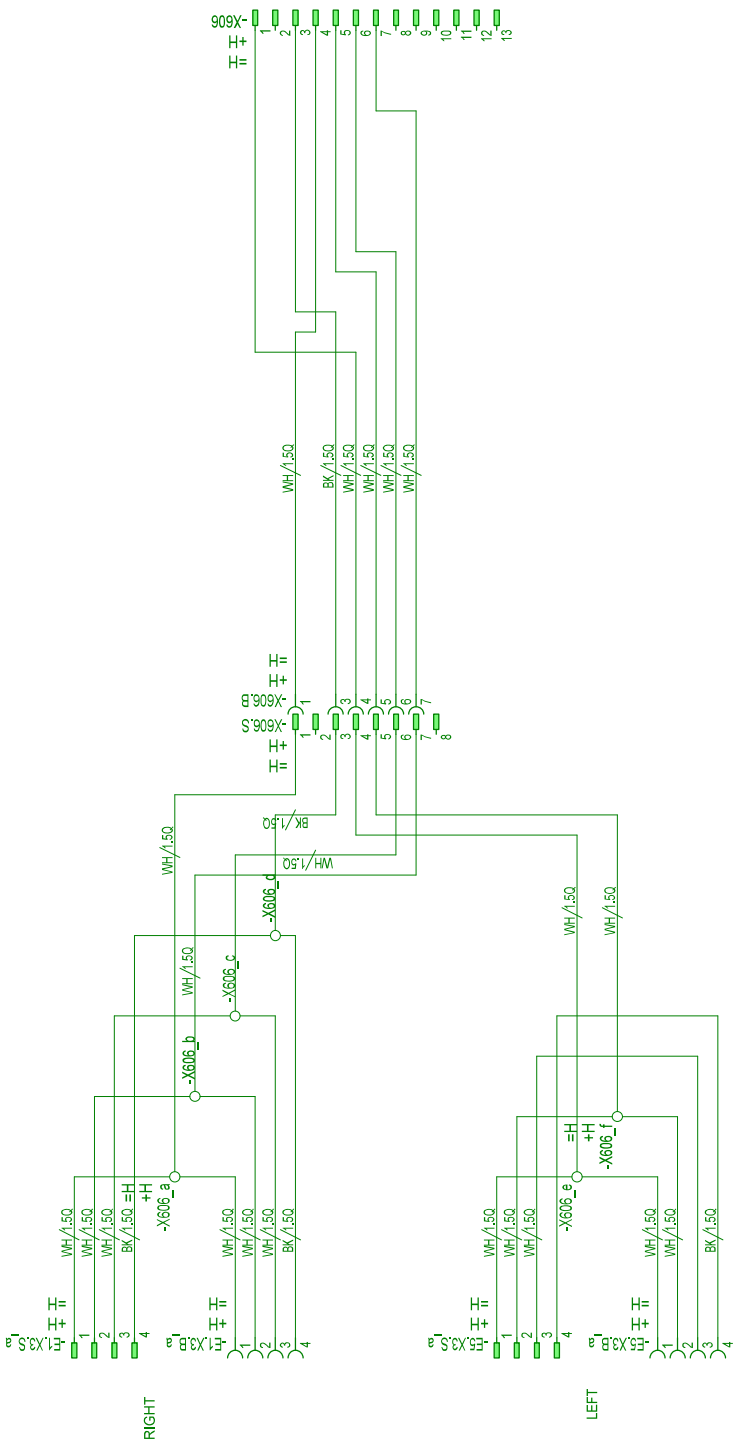 -X606
+H
=H
1
2
3
4
5
6
7
8
9
10
11
12
13
WH/1.5Q
BK/1.5Q
WH/1.5Q
WH/1.5Q
WH/1.5Q
WH/1.5Q
=H
+H
-X606.B
1
3
4
5
6
7
-X606.S
+H
=H
1
2
3
4
5
6
7
8
BK/1.5Q
WH/1.5Q
WH/1.5Q
-X606_d
WH/1.5Q
WH/1.5Q
WH/1.5Q
-X606_c
-X606_b
=H
+H
-X606_f
=H
+H
-X606_a
-X606_e
WH/1.5Q
WH/1.5Q
WH/1.5Q
BK/1.5Q
WH/1.5Q
WH/1.5Q
WH/1.5Q
BK/1.5Q
WH/1.5Q
WH/1.5Q
WH/1.5Q
WH/1.5Q
WH/1.5Q
BK/1.5Q
=H
+H
-E1.X3.S_a
1
2
3
4
=H
+H
-E1.X3.B_a
1
2
3
4
=H
+H
-E5.X3.S_a
1
2
3
4
=H
+H
-E5.X3.B_a
1
2
3
4
RIGHT
LEFT